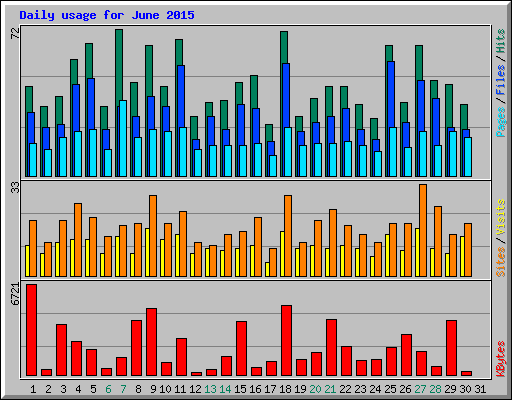 Daily usage for June 2015
72
Pages / Files / Hits
33
Sites / Visits
6721
KBytes
1 2 3 4 5 6 7 8 9 10 11 12 13 14 15 16 17 18 19 20 21 22 23 24 25 26 27 28 29 30 31